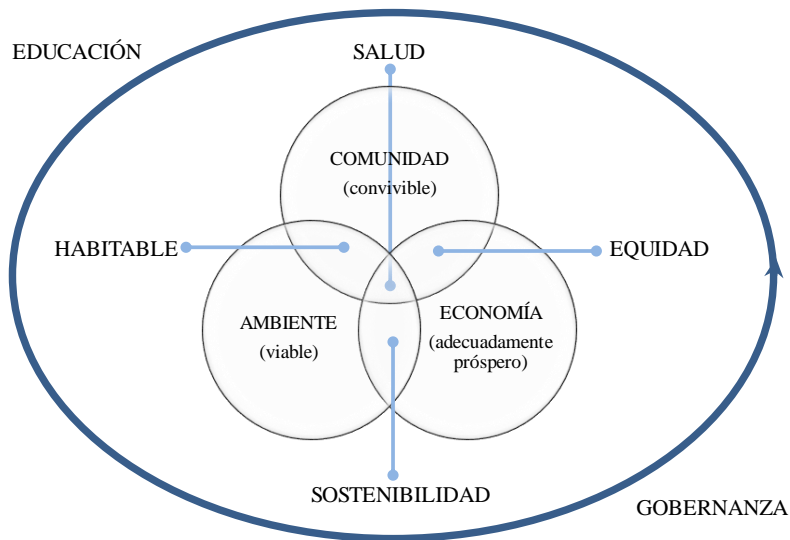 EDUCACIÓN
SALUD
COMUNIDAD
(convivible)
HABITABLE
EQUIDAD
AMBIENTE
(viable)
ECONOMÍA
(adecuadamente
próspero)
SOSTENIBILIDAD
GOBERNANZA